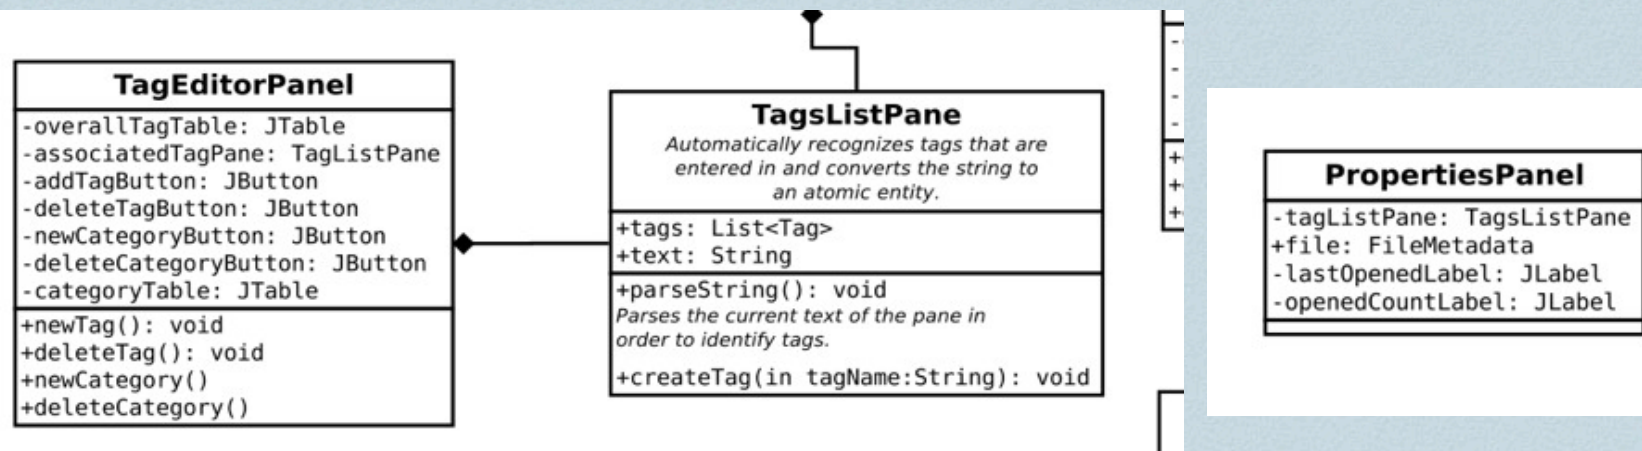 TagEditorPanel
-overallTagTable: JTable
-associatedTagPane: TagListPane
-addTagButton: JButton
-deleteTagButton: JButton
-newCategoryButton: JButton
-deleteCategoryButton: JButton
-categoryTable: JTable
+newTag(): void
+deleteTag(): void
+newCategory()
+deleteCategory()
TagsListPane
Automatically recognizes tags that are
entered in and converts the string to
an atomic entity.
+tags: List<Tag>
+text: String
+parseString(): void
Parses the current text of the pane in
order to identify tags.
+createTag(in tagName:String): void
PropertiesPanel
-tagListPane: TagsListPane
+file: FileMetadata
-lastOpenedLabel: JLabel
-openedCountLabel: JLabel